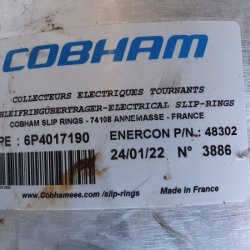 COBHAM
COLLECTEURS ELECTRIQUES TOURNANTS
HLEIFRINGÜBERTRAGER-ELECTRICAL SLIP-RINGS
COBHAM SLIP RINGS - 74108 ANNEMASSE - FRANCE
PE : 6P4017190 ENERCON P/N : 48302
24/01/22 N° 3886
www.Cobhameee.com/slip-rings Made in France